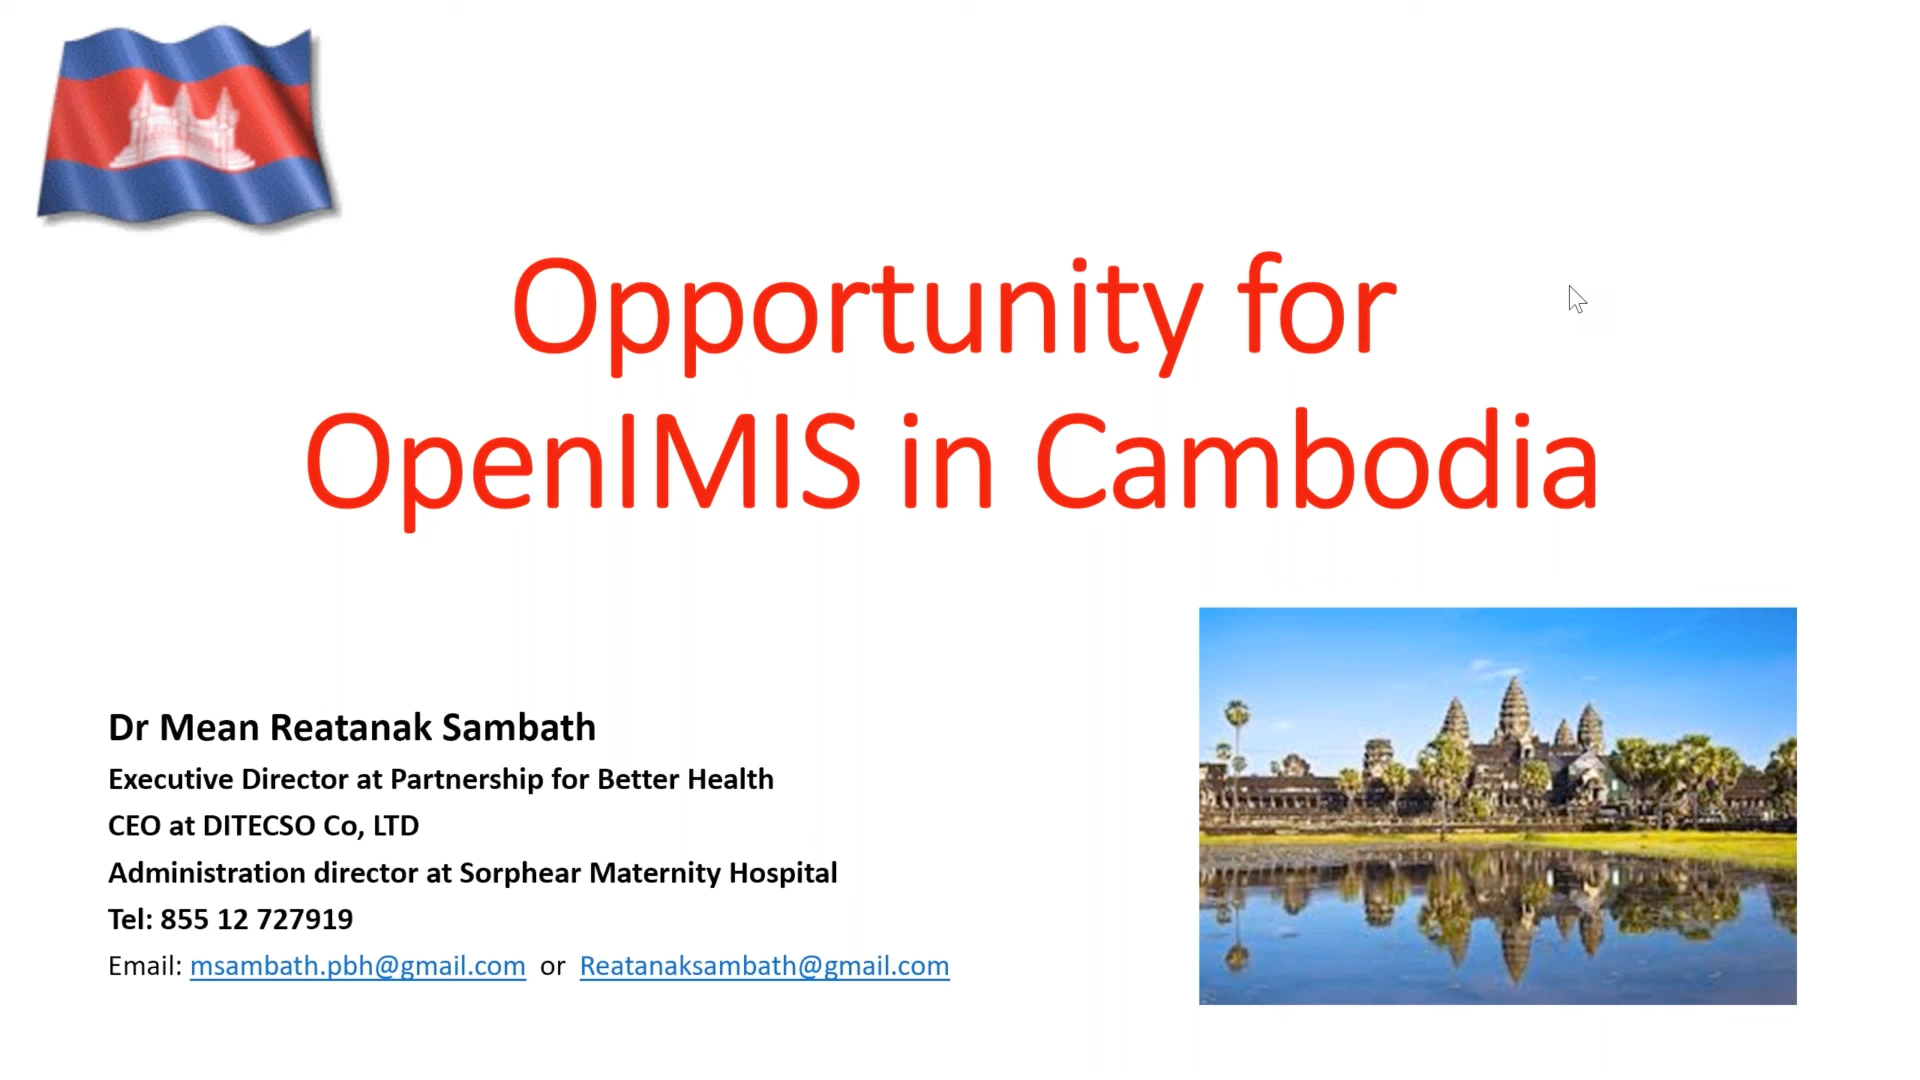 Opportunity for
OpenIMIS in Cambodia
Dr Mean Reatanak Sambath
Executive Director at Partnership for Better Health
CEO at DITECSO Co, LTD
Administration director at Sorphear Maternity Hospital
Tel: 855 12 727919
Email: msambath.pbh@gmail.com or Reatanaksambath@gmail.com